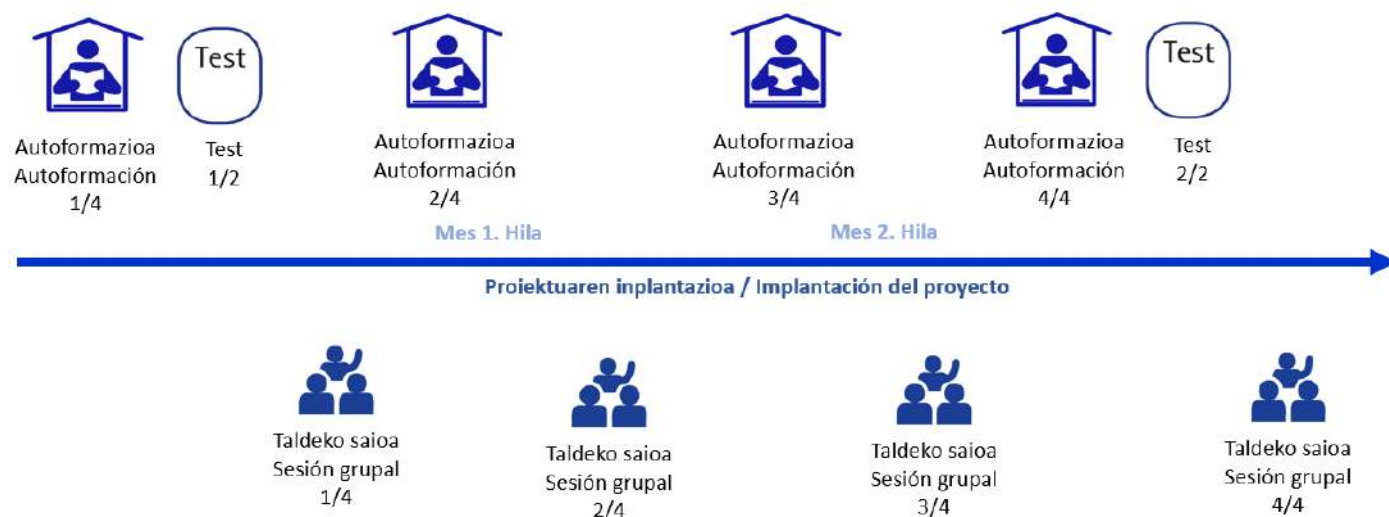 Test
Test
Autoformazioa
Autoformación
1/4
Test
1/2
Autoformazioa
Autoformación
2/4
Autoformazioa
Autoformación
3/4
Autoformazioa
Autoformación
4/4
Test
2/2
Mes 1. Hila
Mes 2. Hila
Proiektuaren inplantazioa / Implantación del proyecto
Taldeko saioa
Sesión grupal
1/4
Taldeko saioa
Sesión grupal
2/4
Taldeko saioa
Sesión grupal
3/4
Taldeko saioa
Sesión grupal
4/4